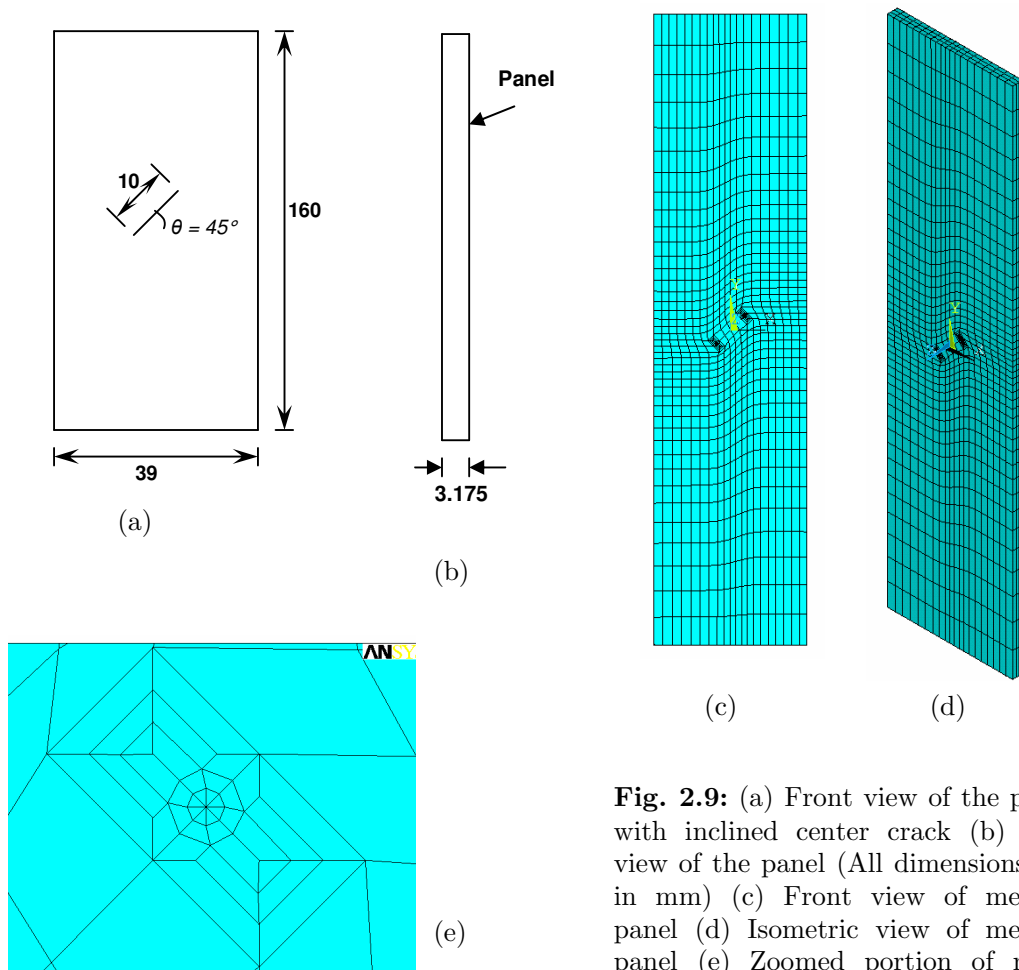 Panel
10
θ = 45°
160
39
3.175
(a)
(b)
Y
Y
(c)
(d)
ANSY
(e)
Fig. 2.9: (a) Front view of the p
with inclined center crack (b)
view of the panel (All dimensions
in mm) (c) Front view of me
panel (d) Isometric view of me
panel (e) Zoomed portion of